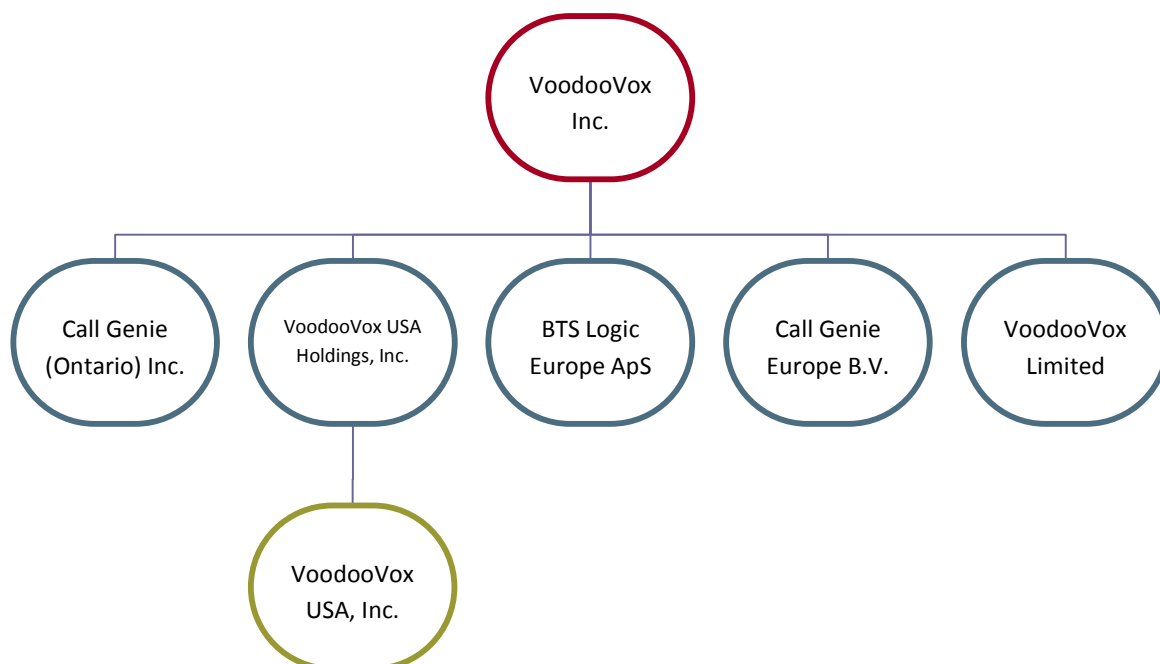 VoodooVox
Inc.
Call Genie
(Ontario) Inc.
VoodooVox USA
Holdings, Inc.
BTS Logic
Europe ApS
Call Genie
Europe B.V.
VoodooVox
Limited
VoodooVox
USA, Inc.